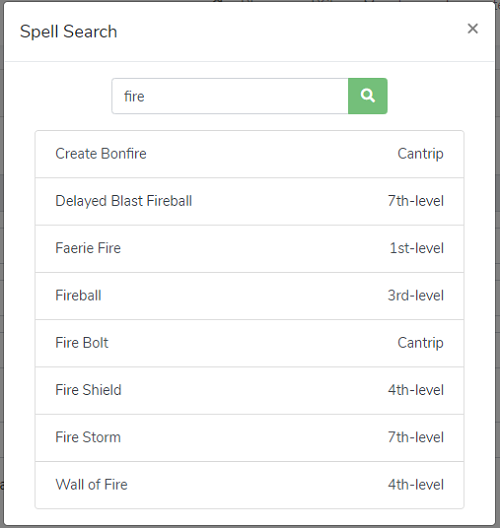 Spell Search ×
fire
Create Bonfire Cantrip
Delayed Blast Fireball 7th-level
Faerie Fire 1st-level
Fireball 3rd-level
Fire Bolt Cantrip
Fire Shield 4th-level
Fire Storm 7th-level
Wall of Fire 4th-level